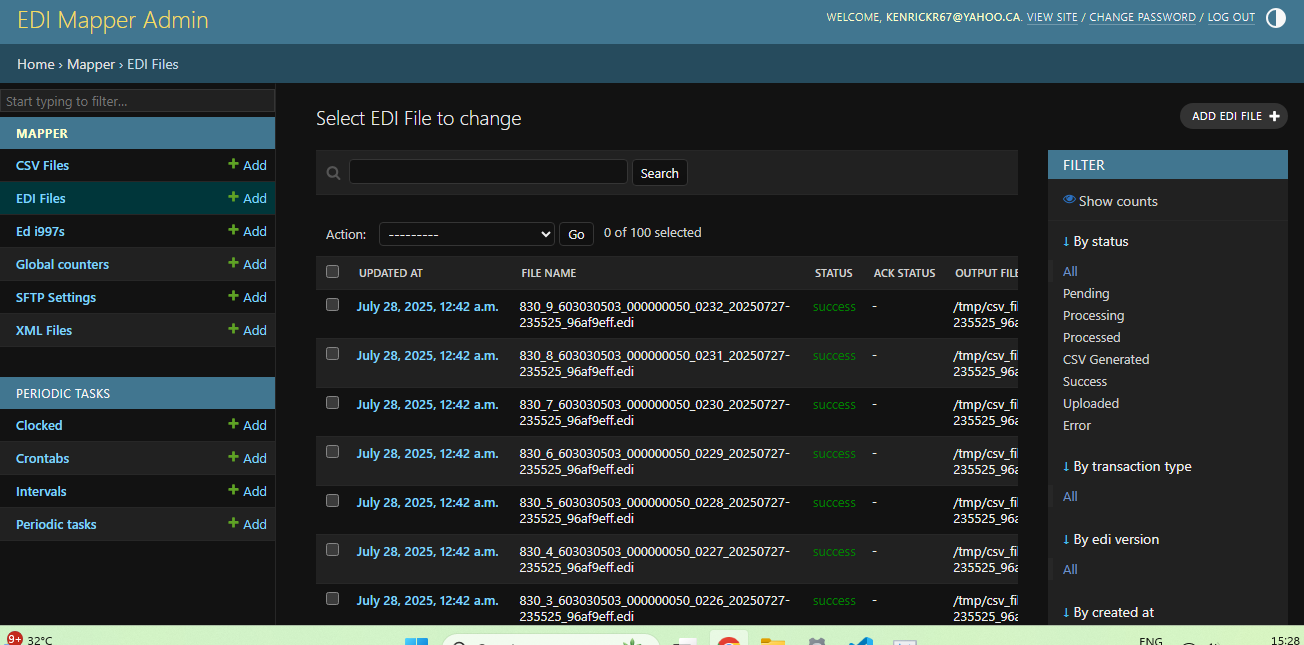 EDI Mapper Admin
WELCOME, KENRICKR67@YAHOO.CA. VIEW SITE / CHANGE PASSWORD / LOG OUT
Home › Mapper › EDI Files
Start typing to filter...
MAPPER
CSV Files + Add
EDI Files + Add
Ed i997s + Add
Global counters + Add
SFTP Settings + Add
XML Files + Add
PERIODIC TASKS
Clocked + Add
Crontabs + Add
Intervals + Add
Periodic tasks + Add
Select EDI File to change
ADD EDI FILE +
Search
Action: --------- Go 0 of 100 selected
UPDATED AT FILE NAME STATUS ACK STATUS OUTPUT FILE
July 28, 2025, 12:42 a.m. 830_9_603030503_000000050_0232_20250727- success - /tmp/csv_fi
235525_96af9eff.edi 235525_96a
July 28, 2025, 12:42 a.m. 830_8_603030503_000000050_0231_20250727- success - /tmp/csv_fi
235525_96af9eff.edi 235525_96a
July 28, 2025, 12:42 a.m. 830_7_603030503_000000050_0230_20250727- success - /tmp/csv_fi
235525_96af9eff.edi 235525_96a
July 28, 2025, 12:42 a.m. 830_6_603030503_000000050_0229_20250727- success - /tmp/csv_fi
235525_96af9eff.edi 235525_96a
July 28, 2025, 12:42 a.m. 830_5_603030503_000000050_0228_20250727- success - /tmp/csv_fi
235525_96af9eff.edi 235525_96a
July 28, 2025, 12:42 a.m. 830_4_603030503_000000050_0227_20250727- success - /tmp/csv_fi
235525_96af9eff.edi 235525_96a
July 28, 2025, 12:42 a.m. 830_3_603030503_000000050_0226_20250727- success - /tmp/csv_fi
235525_96af9eff.edi 235525_96a
FILTER
Show counts
↓ By status
All
Pending
Processing
Processed
CSV Generated
Success
Uploaded
Error
↓ By transaction type
All
↓ By edi version
All
↓ By created at
9+ 32°C
ENG
15:28